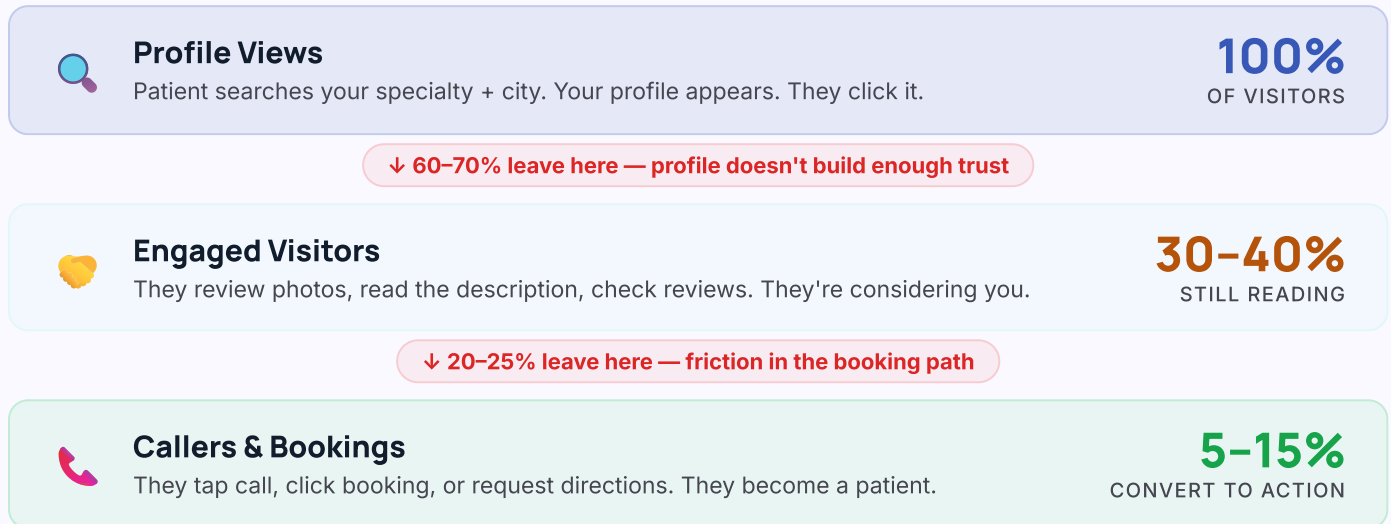 Profile Views
100%
Patient searches your specialty + city. Your profile appears. They click it.
OF VISITORS
↓ 60–70% leave here — profile doesn't build enough trust
Engaged Visitors
30–40%
They review photos, read the description, check reviews. They're considering you.
STILL READING
↓ 20–25% leave here — friction in the booking path
Callers & Bookings
5–15%
They tap call, click booking, or request directions. They become a patient.
CONVERT TO ACTION